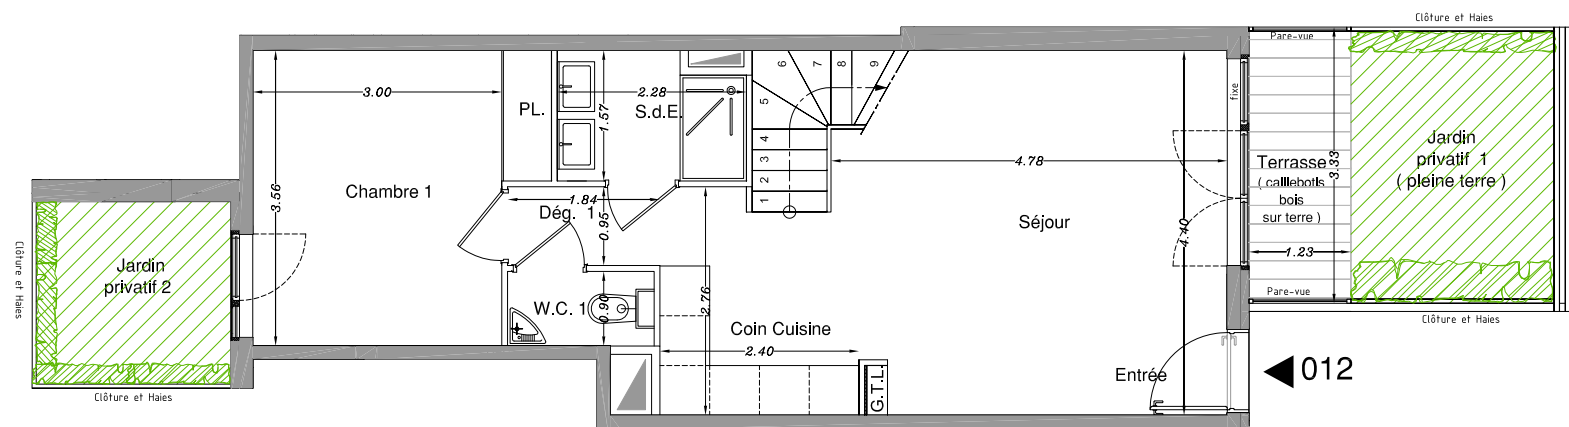 Clôture et Haies
Pare-vue
6
7
8
9
3.00
2.28
PL.
1.57
S.d.E.
5
fixe
4
3
2
1
4.78
Terrasse
( caillebotis
bois
sur terre )
3.33
Jardin
privatif 1
( pleine terre )
Chambre 1
3.56
1.84
Dég. 1
0.95
Séjour
4.40
1.23
Clôture et Haies
Jardin
privatif 2
W.C. 1
0.90
2.76
Pare-vue
Coin Cuisine
2.40
Clôture et Haies
Entrée
012
G.T.L.
Clôture et Haies